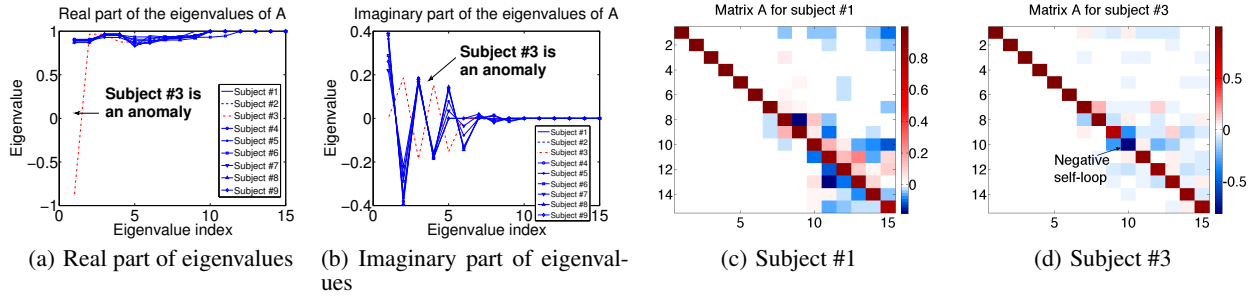 Real part of the eigenvalues of A
1
0.5
0
−0.5
−1
0
5
10
15
Eigenvalue
Eigenvalue index
Subject #3 is
an anomaly
Subject #1
Subject #2
Subject #3
Subject #4
Subject #5
Subject #6
Subject #7
Subject #8
Subject #9
(a) Real part of eigenvalues
Imaginary part of the eigenvalues of A
0.4
0.2
0
−0.2
−0.4
0
5
10
15
Eigenvalue
Eigenvalue index
Subject #3 is
an anomaly
Subject #1
Subject #2
Subject #3
Subject #4
Subject #5
Subject #6
Subject #7
Subject #8
Subject #9
(b) Imaginary part of eigenval-
ues
Matrix A for subject #1
2
4
6
8
10
12
14
5
10
15
0.8
0.6
0.4
0.2
0
(c) Subject #1
Matrix A for subject #3
2
4
6
8
10
12
14
5
10
15
Negative
self-loop
0.5
0
−0.5
(d) Subject #3